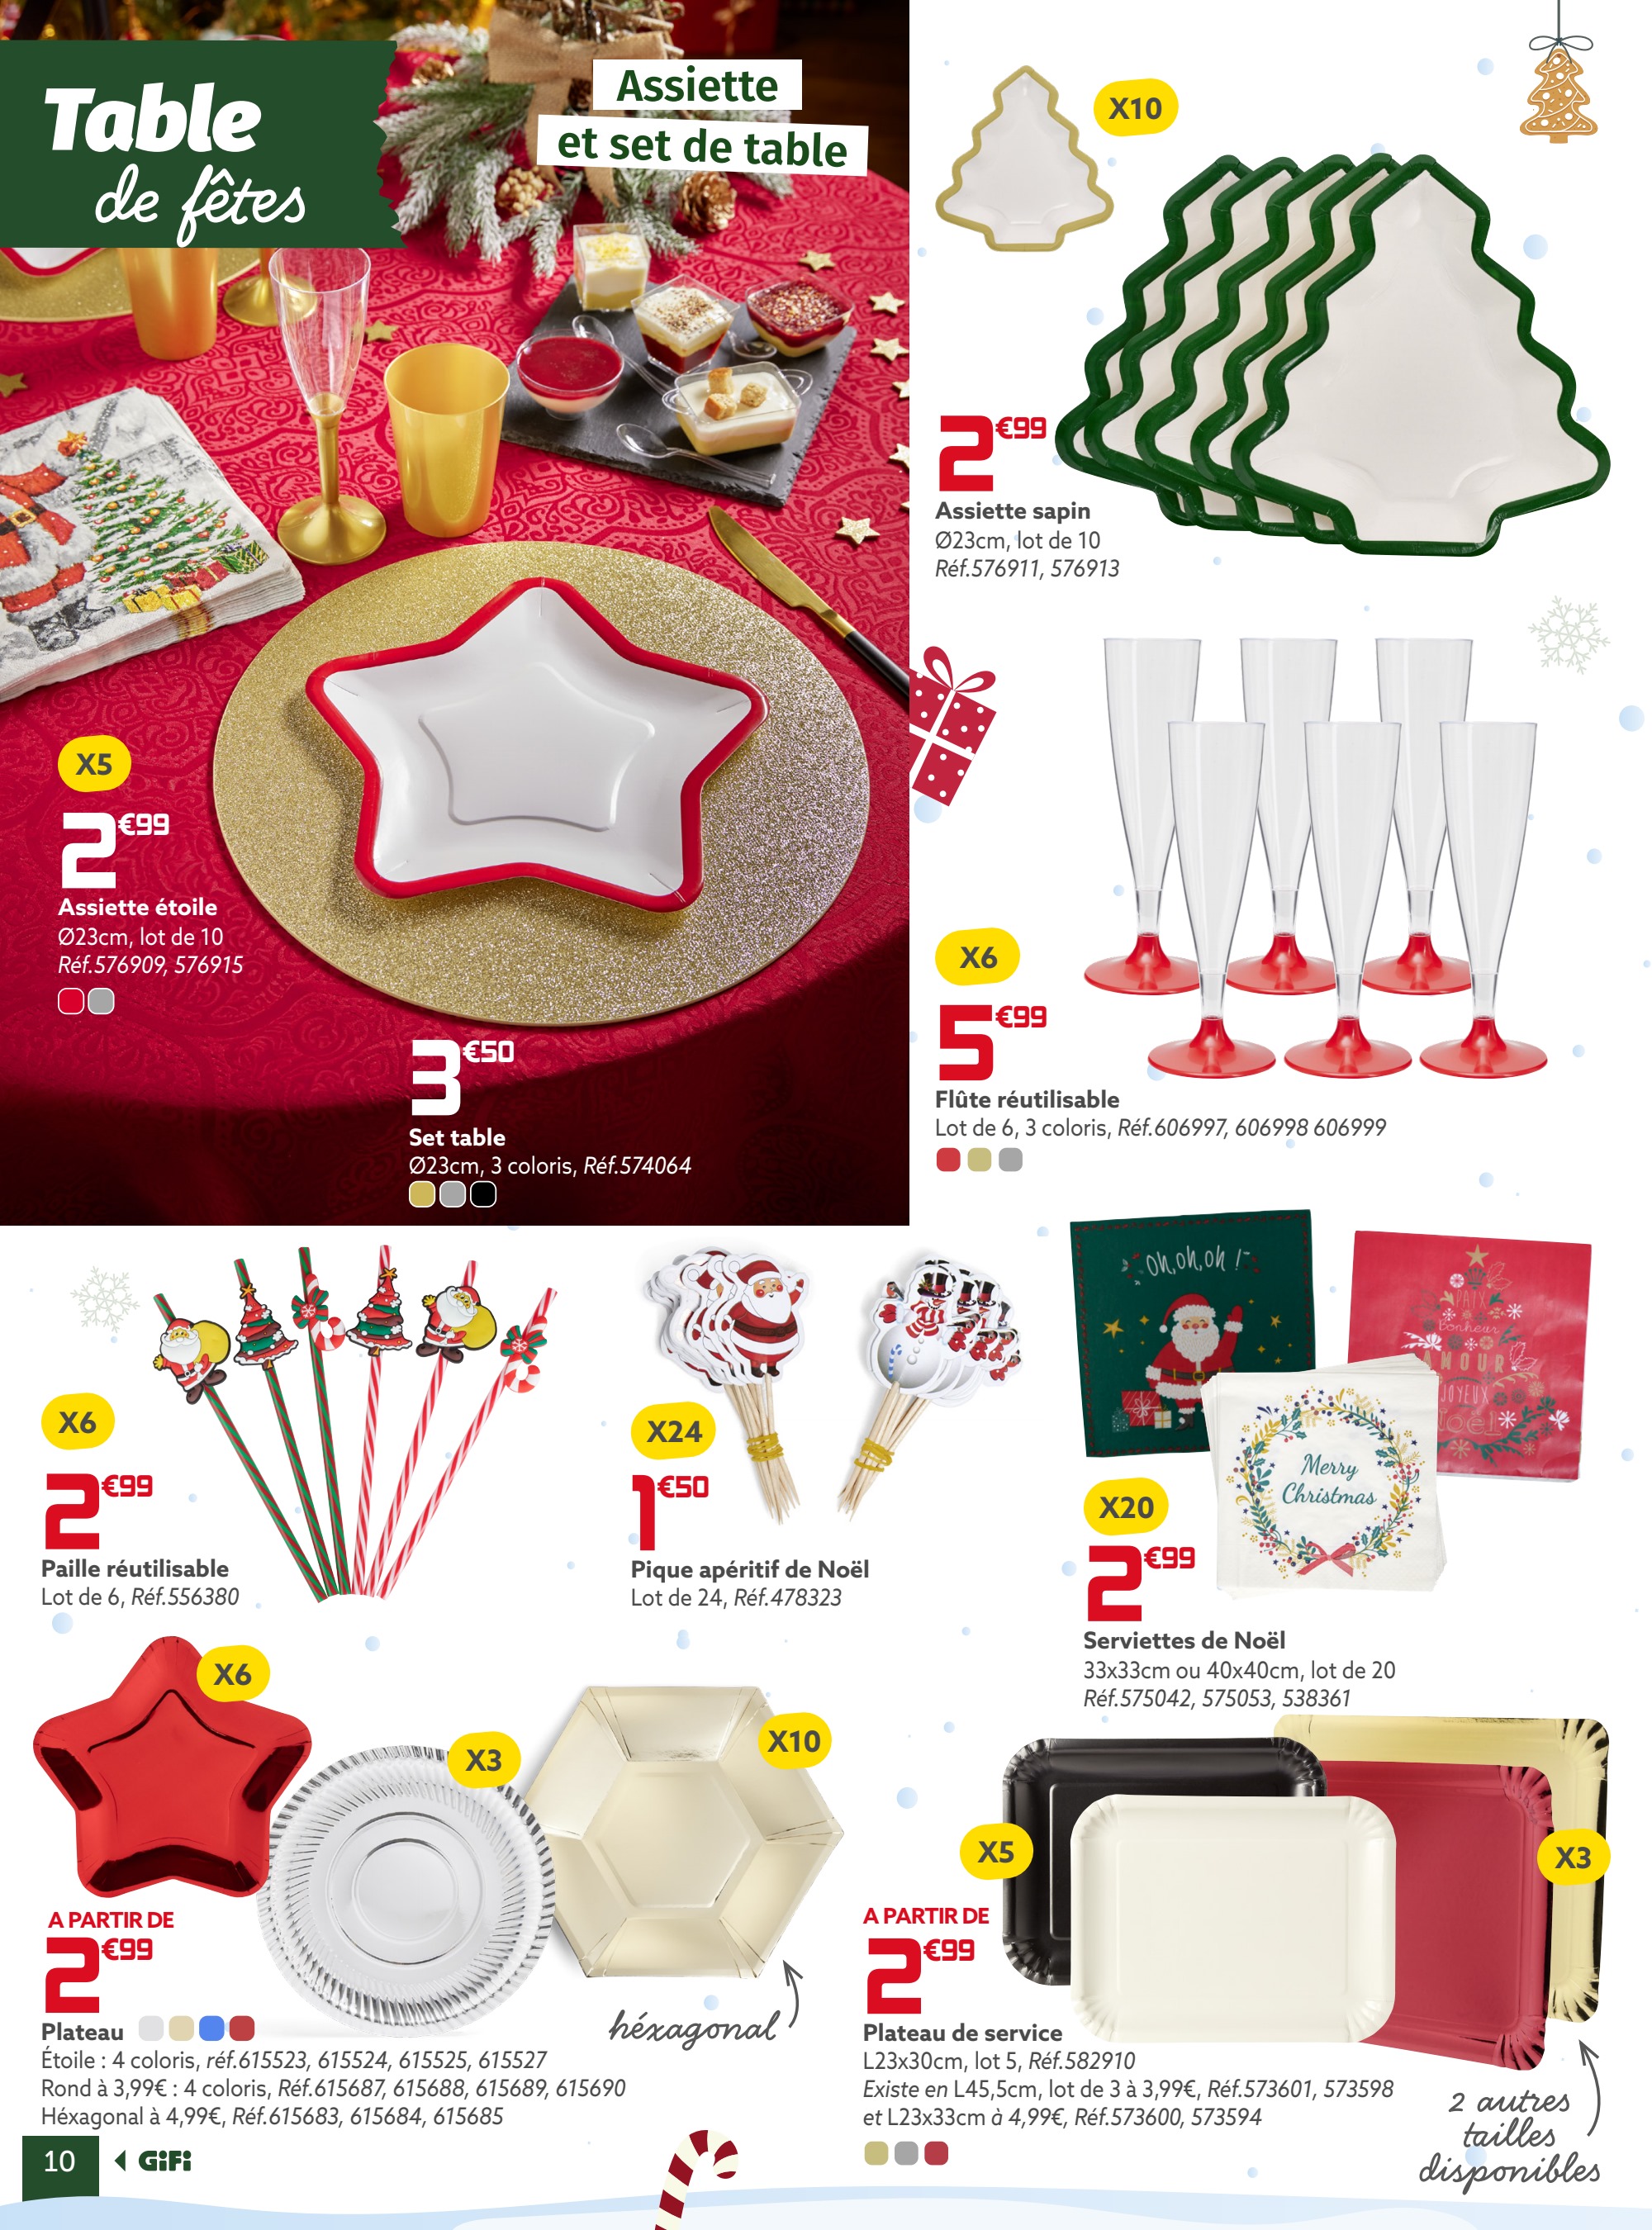 Table
de fêtes
Assiette
et set de table
X5
2€99
Assiette étoile
Ø23cm, lot de 10
Réf.576909, 576915
3€50
Set table
Ø23cm, 3 coloris, Réf.574064
X10
2€99
Assiette sapin
Ø23cm, lot de 10
Réf.576911, 576913
X6
5€99
Flûte réutilisable
Lot de 6, 3 coloris, Réf.606997, 606998 606999
X6
2€99
Paille réutilisable
Lot de 6, Réf.556380
X24
1€50
Pique apéritif de Noël
Lot de 24, Réf.478323
oh, oh, oh !
PAIX
Bonheur
AMOUR
JOYEUX
Noël
Merry
Christmas
X20
2€99
Serviettes de Noël
33x33cm ou 40x40cm, lot de 20
Réf.575042, 575053, 538361
X6
X3
X10
A PARTIR DE
2€99
héxagonal
Plateau
Étoile : 4 coloris, réf.615523, 615524, 615525, 615527
Rond à 3,99€ : 4 coloris, Réf.615687, 615688, 615689, 615690
Héxagonal à 4,99€, Réf.615683, 615684, 615685
X5
X3
A PARTIR DE
2€99
Plateau de service
L23x30cm, lot 5, Réf.582910
Existe en L45,5cm, lot de 3 à 3,99€, Réf.573601, 573598
et L23x33cm à 4,99€, Réf.573600, 573594
2 autres
tailles
disponibles
10
GiFi